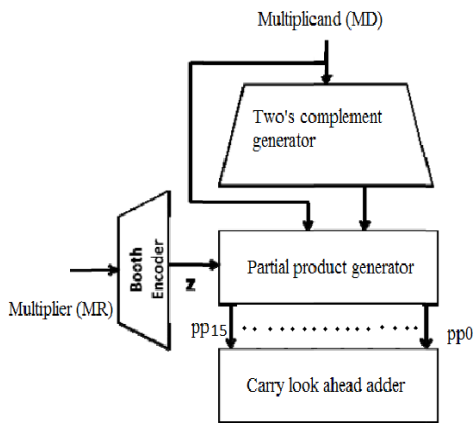 Multiplicand (MD)
Two's complement
generator
Booth
Encoder
z
Partial product generator
Multiplier (MR)
pp15
pp0
Carry look ahead adder